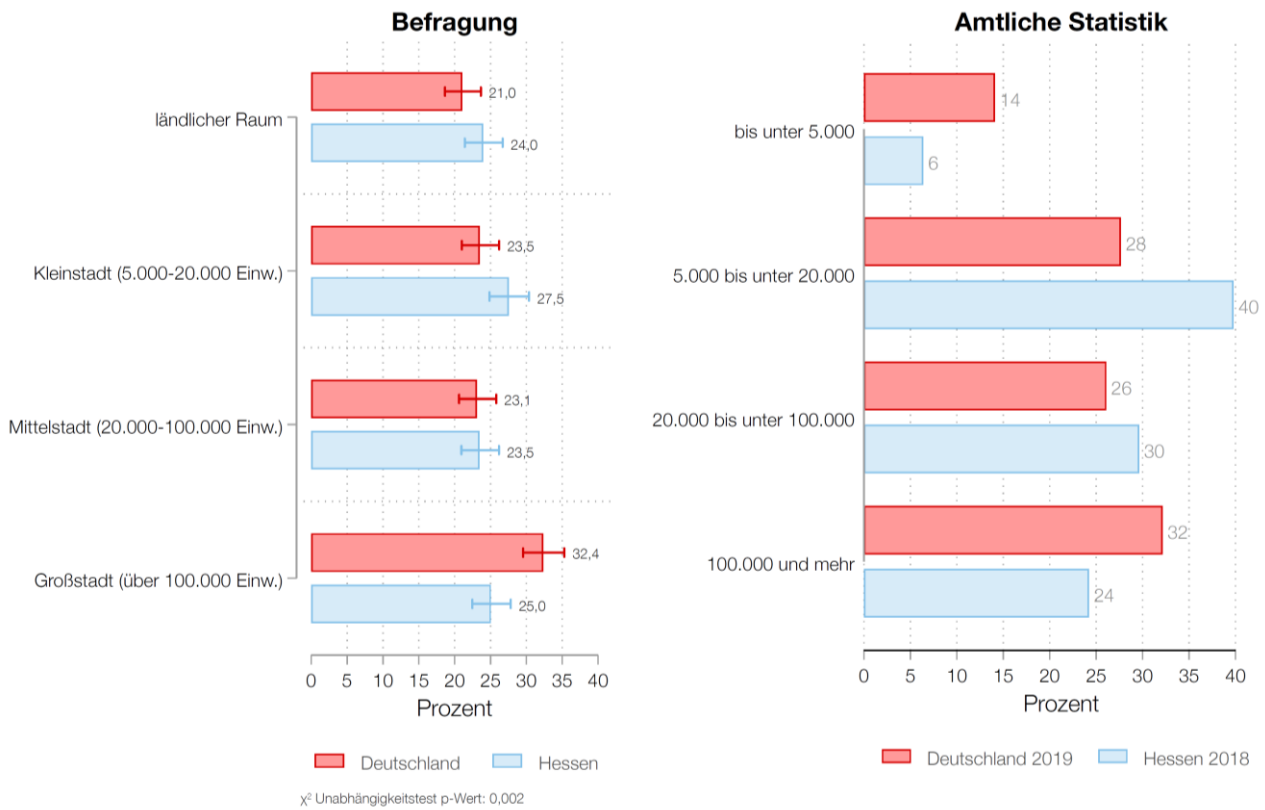 Befragung
ländlicher Raum
21,0
24,0
Kleinstadt (5.000-20.000 Einw.)
23,5
27,5
Mittelstadt (20.000-100.000 Einw.)
23,1
23,5
Großstadt (über 100.000 Einw.)
32,4
25,0
0 5 10 15 20 25 30 35 40
Prozent
Deutschland Hessen
χ² Unabhängigkeitstest p-Wert: 0,002
Amtliche Statistik
bis unter 5.000
14
6
5.000 bis unter 20.000
28
40
20.000 bis unter 100.000
26
30
100.000 und mehr
32
24
0 5 10 15 20 25 30 35 40
Prozent
Deutschland 2019 Hessen 2018